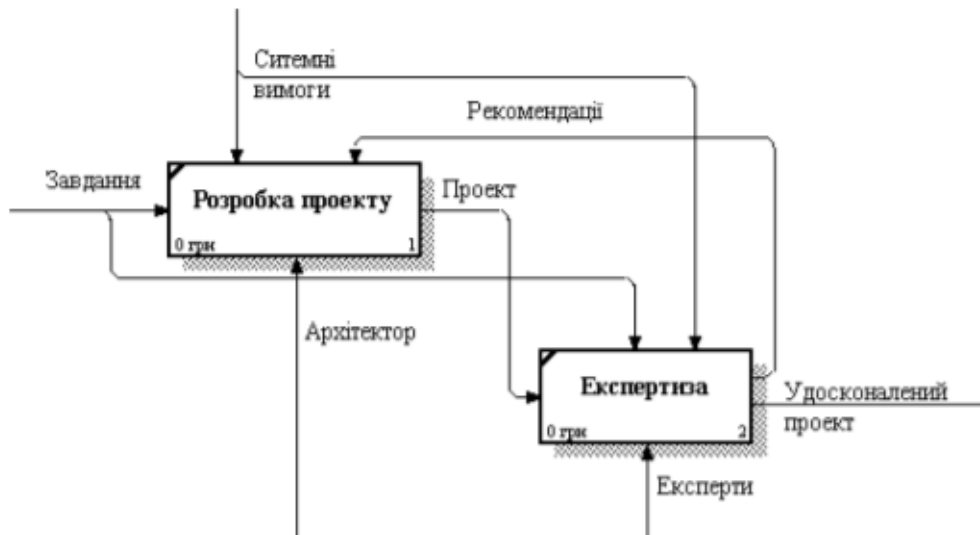 Ситемні
вимоги
Рекомендації
Завдання
Розробка проекту
0 грн
1
Проект
Архітектор
Експертиза
0 грн
2
Удосконалений
проект
Експерти